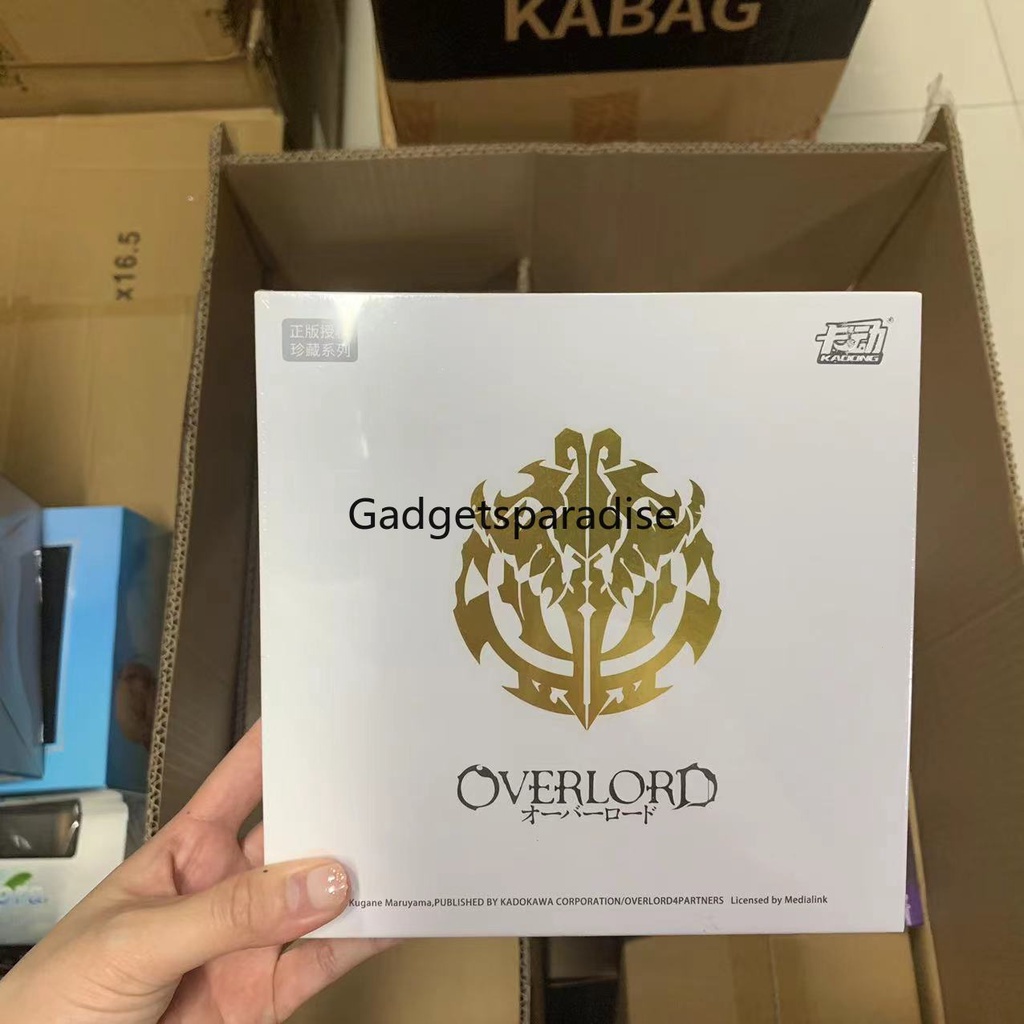 KABAG
x16.5
正版授
珍藏系列
卡动
KADONG
Gadgetsparadise
OVERLORD
オーバーロード
Kugane Maruyama,PUBLISHED BY KADOKAWA CORPORATION/OVERLORD4PARTNERS Licensed by Medialink